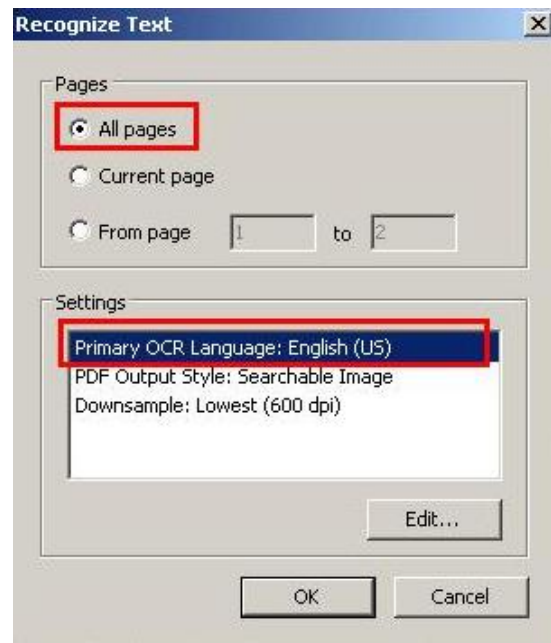 Recognize Text
Pages
All pages
Current page
From page 1 to 2
Settings
Primary OCR Language: English (US)
PDF Output Style: Searchable Image
Downsample: Lowest (600 dpi)
Edit...
OK Cancel